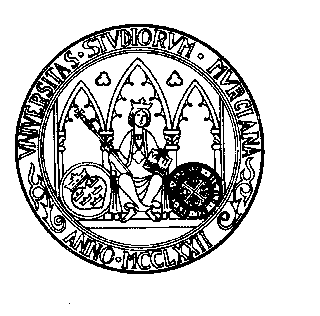 VNIVERSITAS · STVDIORVM · MVRCIANA
ANNO · MCCLXXII